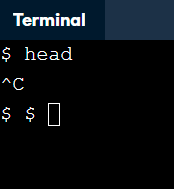 Terminal
$ head
^C
$ $